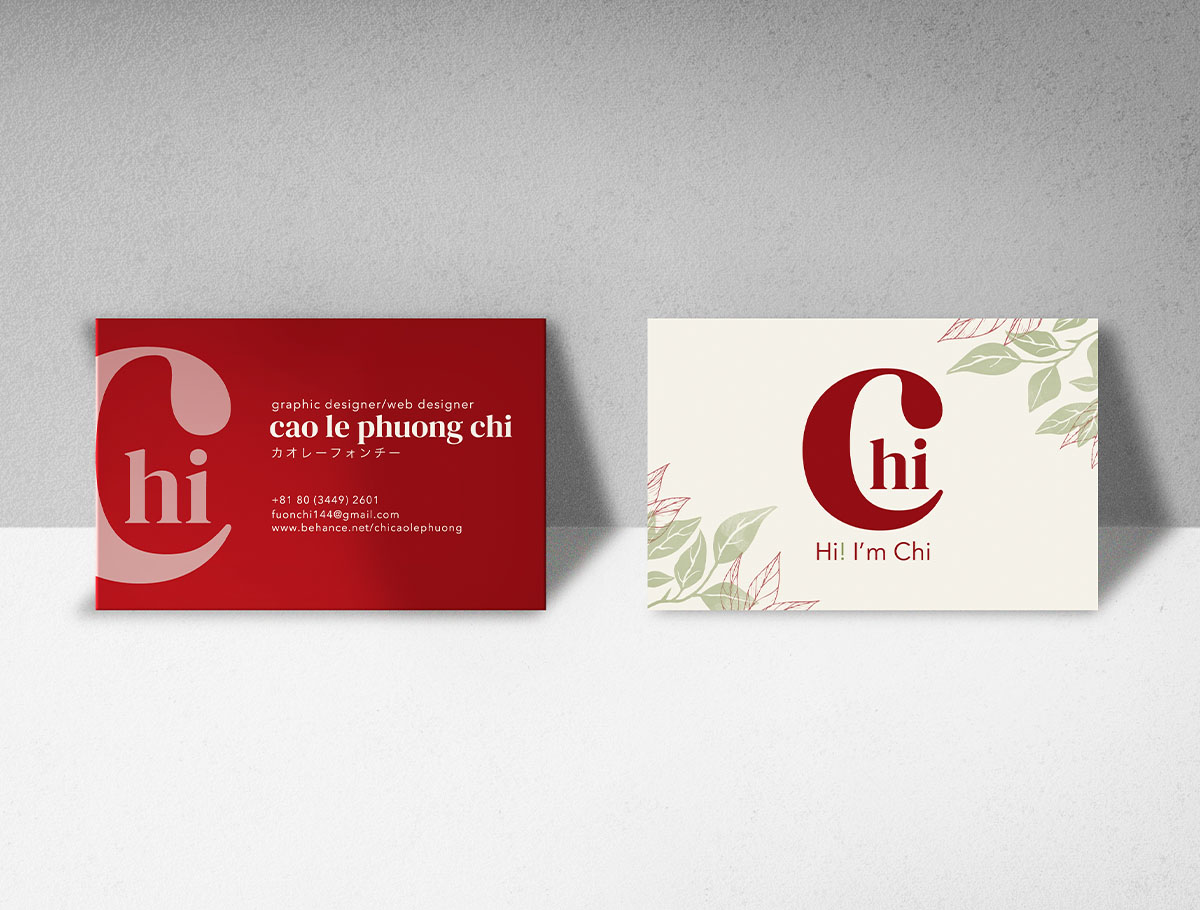 Chi
graphic designer/web designer
cao le phuong chi
カオレーフォンチー
+81 80 (3449) 2601
fuonchi144@gmail.com
www.behance.net/chicaolephuong
Chi
Hi! I'm Chi